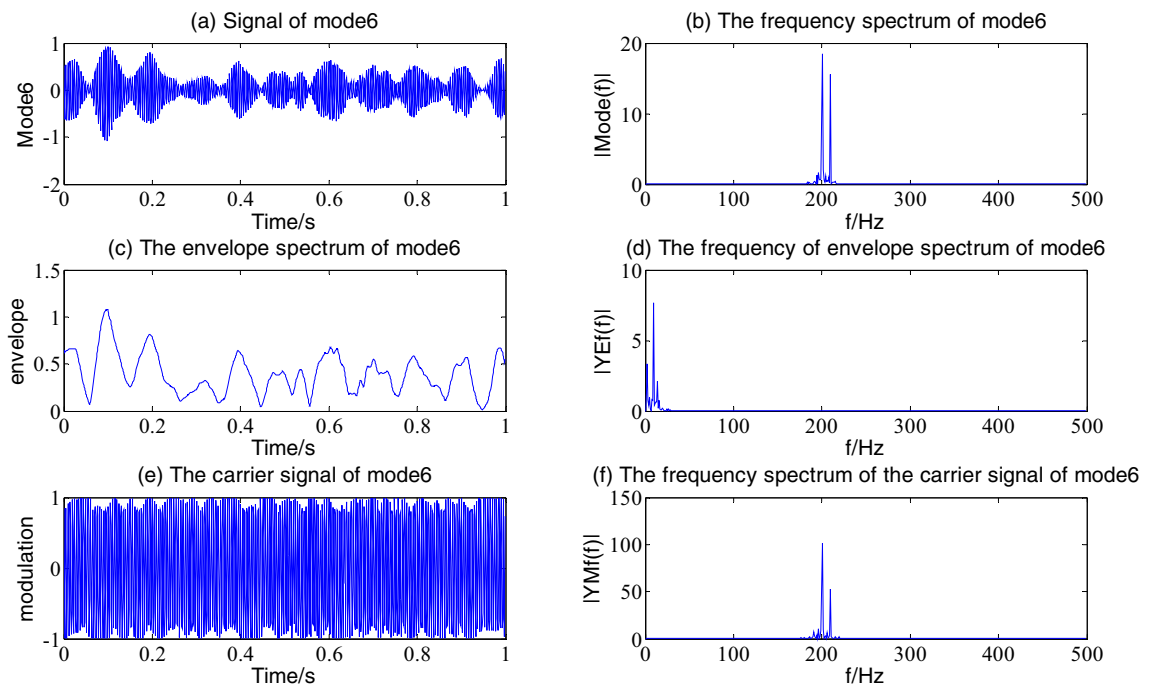 (a) Signal of mode6
1
0
-1
-2
Mode6
0 0.2 0.4 0.6 0.8 1
Time/s
(b) The frequency spectrum of mode6
20
10
0
|Mode(f)|
0 100 200 300 400 500
f/Hz
(c) The envelope spectrum of mode6
1.5
1
0.5
0
envelope
0 0.2 0.4 0.6 0.8 1
Time/s
(d) The frequency of envelope spectrum of mode6
10
5
0
|YEf(f)|
0 100 200 300 400 500
f/Hz
(e) The carrier signal of mode6
1
0
-1
modulation
0 0.2 0.4 0.6 0.8 1
Time/s
(f) The frequency spectrum of the carrier signal of mode6
150
100
50
0
|YMf(f)|
0 100 200 300 400 500
f/Hz